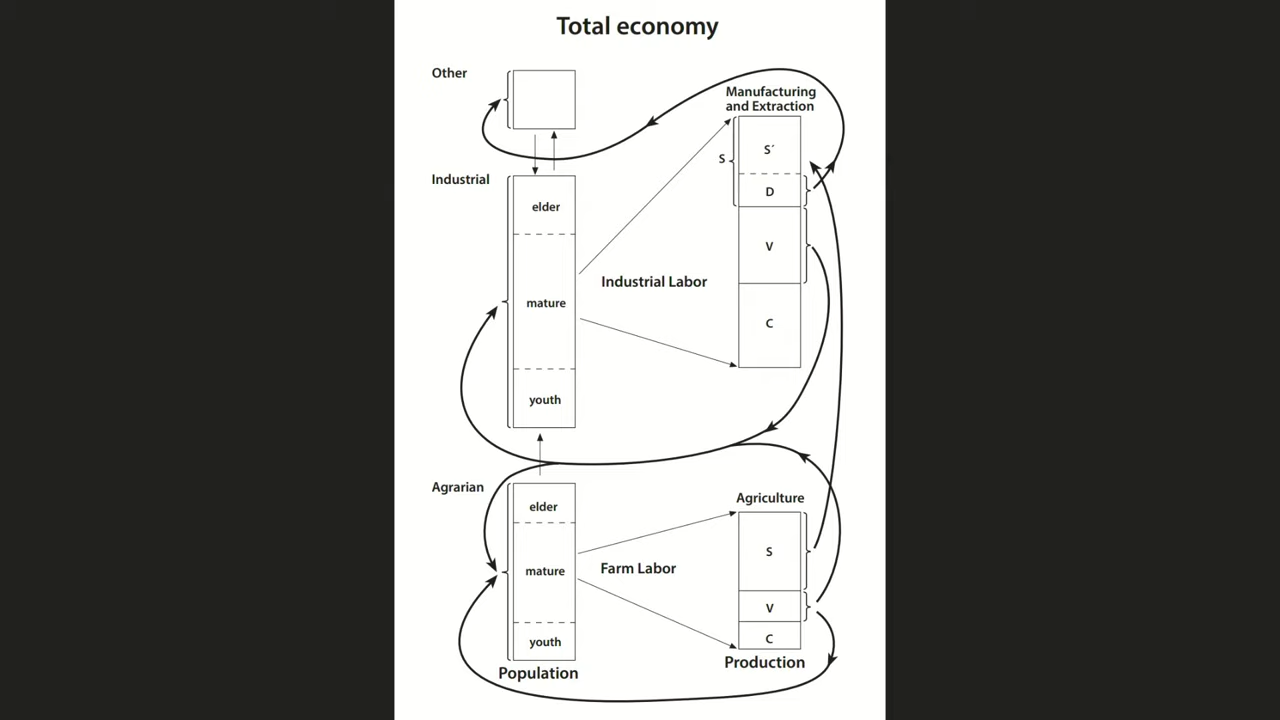 Total economy
Other
Manufacturing
and Extraction
S
S´
D
Industrial
elder
V
Industrial Labor
mature
C
youth
Agrarian
Agriculture
elder
S
mature
Farm Labor
V
C
youth
Population
Production